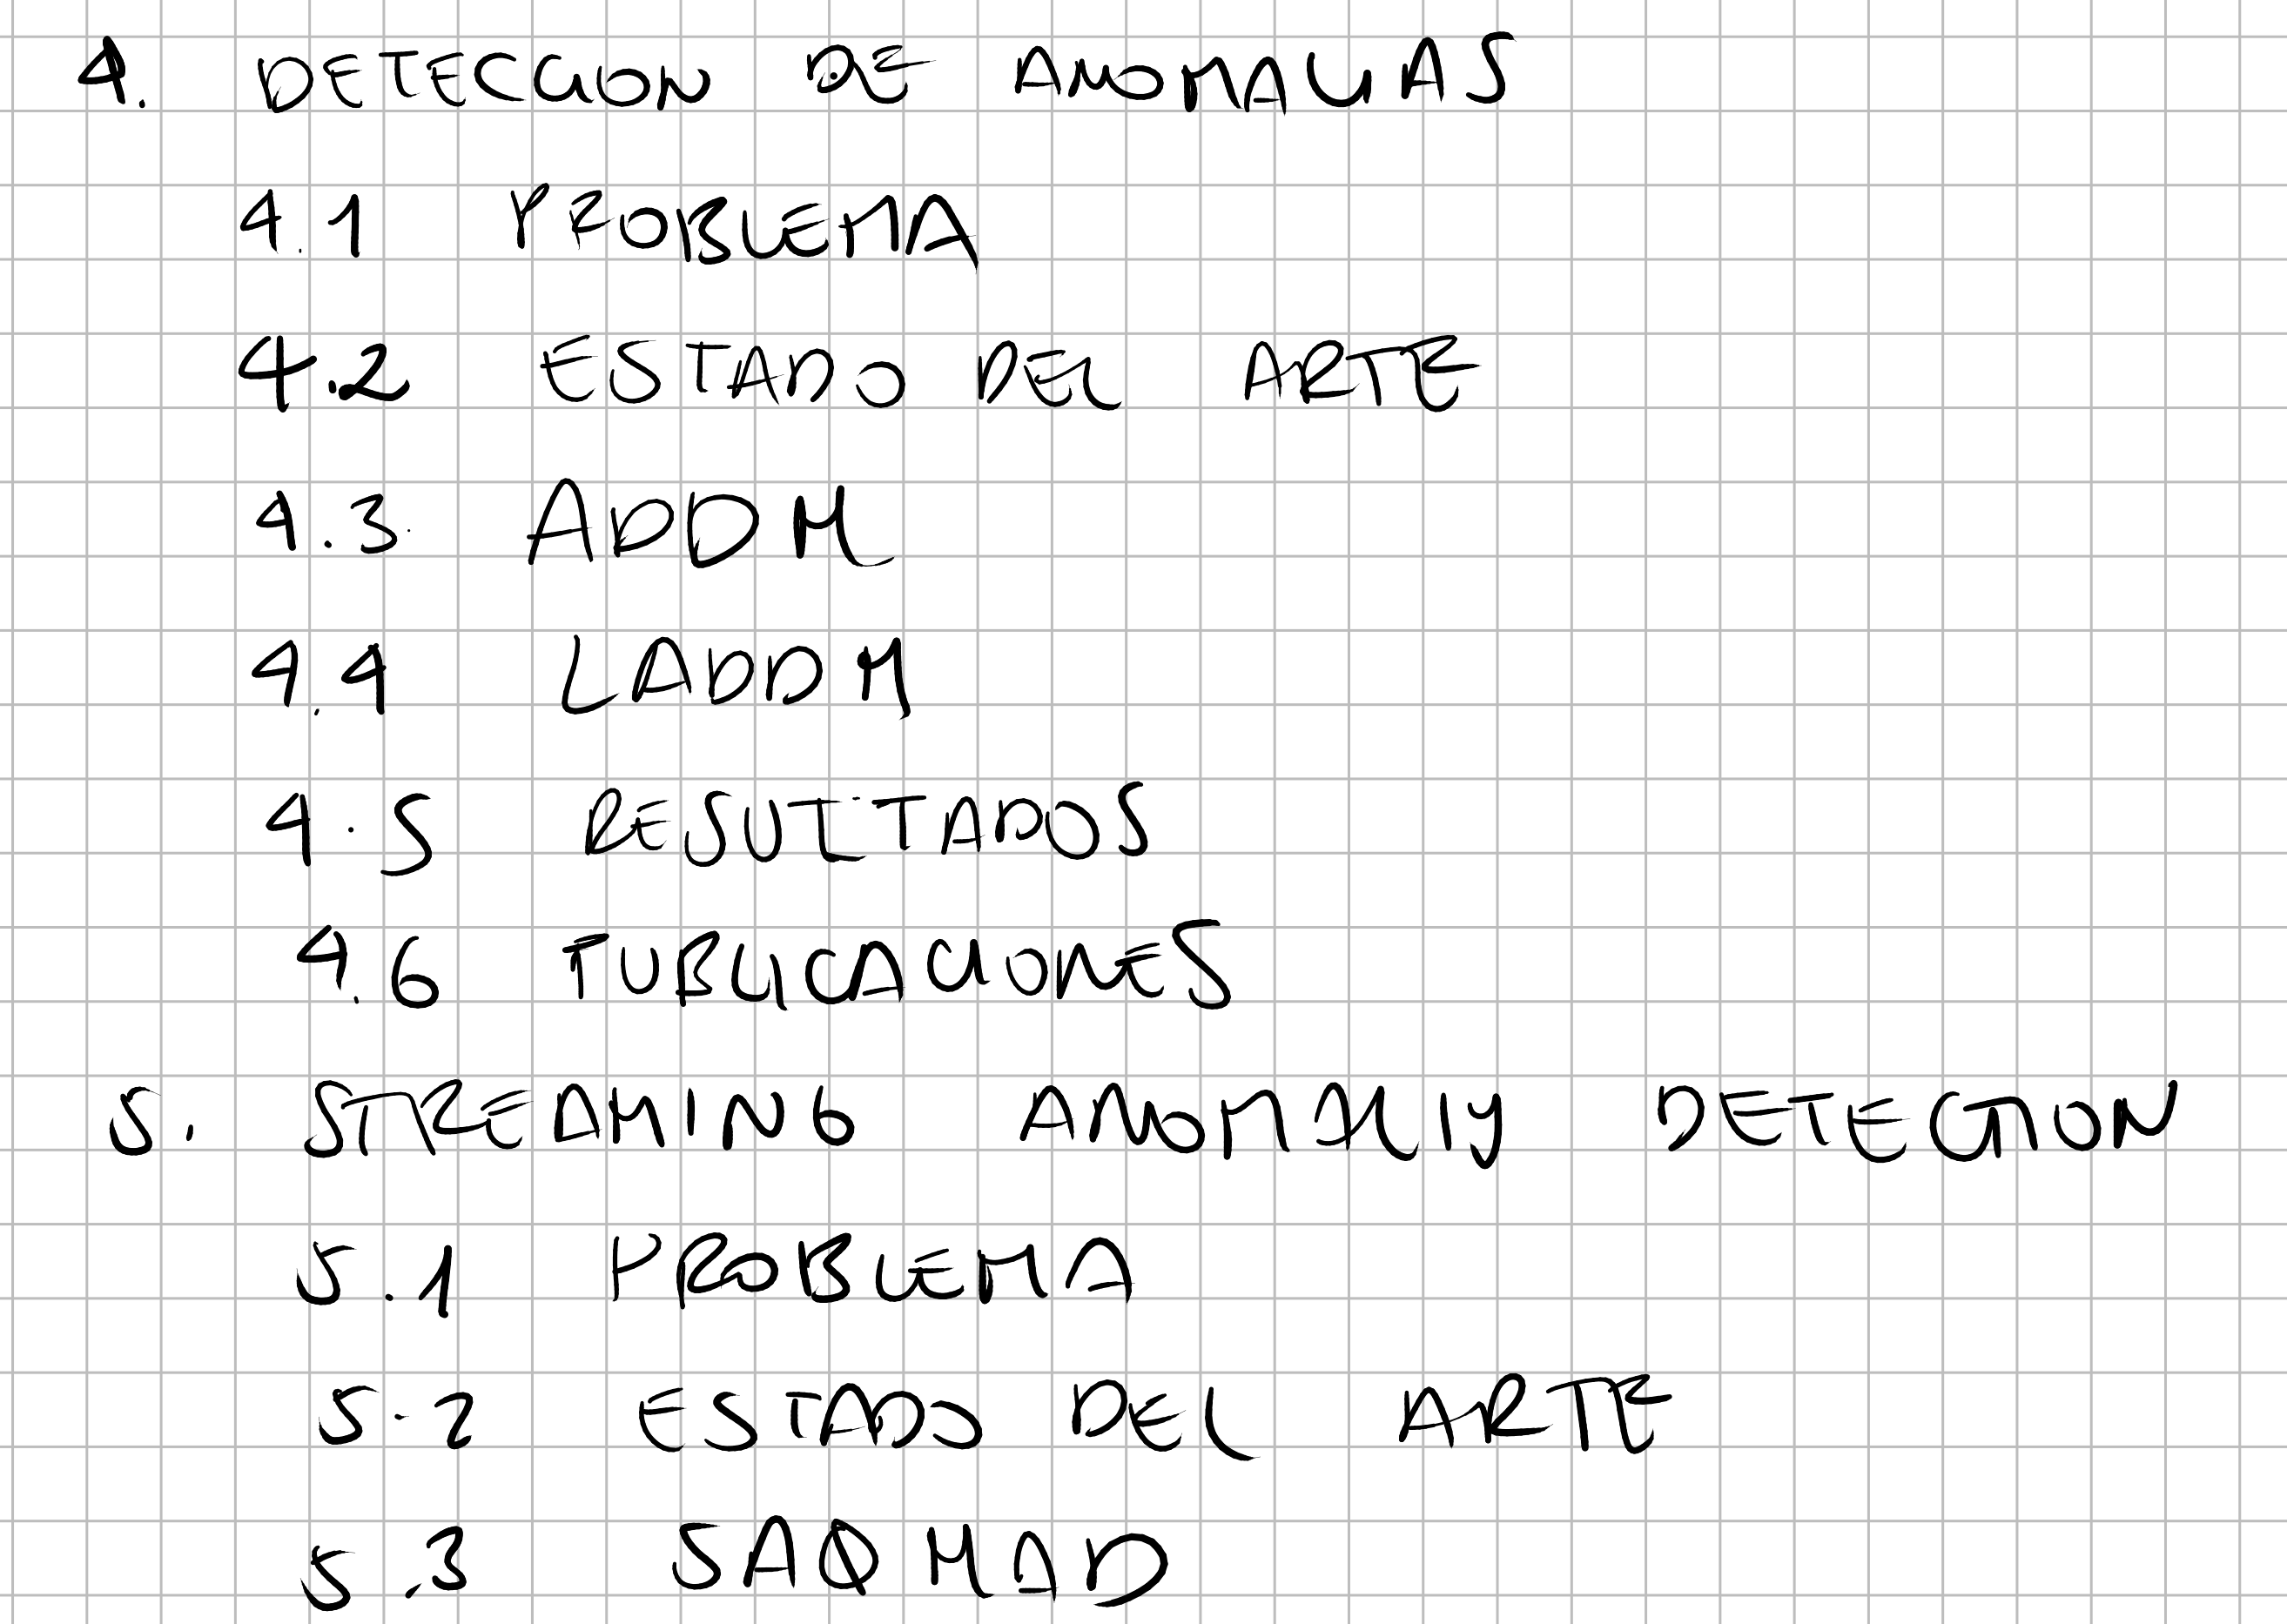 4. DETECCION DE ANOMALIAS
4.1 PROBLEMA
4.2 ESTADO DEL ARTE
4.3 ADDM
4.4 LADDM
4.5 RESULTADOS
4.6 PUBLICACIONES
5. STREAMING ANOMALIY DETECTION
5.1 PROBLEMA
5.2 ESTADO DEL ARTE
5.3 SAQMAD